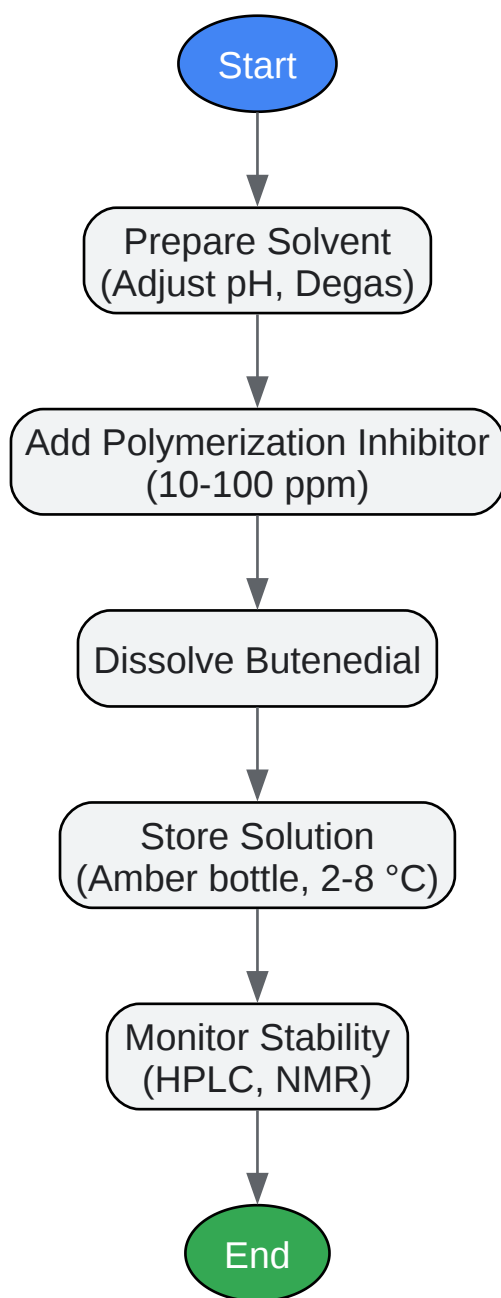 Start
Prepare Solvent
(Adjust pH, Degas)
Add Polymerization Inhibitor
(10-100 ppm)
Dissolve Butenedial
Store Solution
(Amber bottle, 2-8 °C)
Monitor Stability
(HPLC, NMR)
End